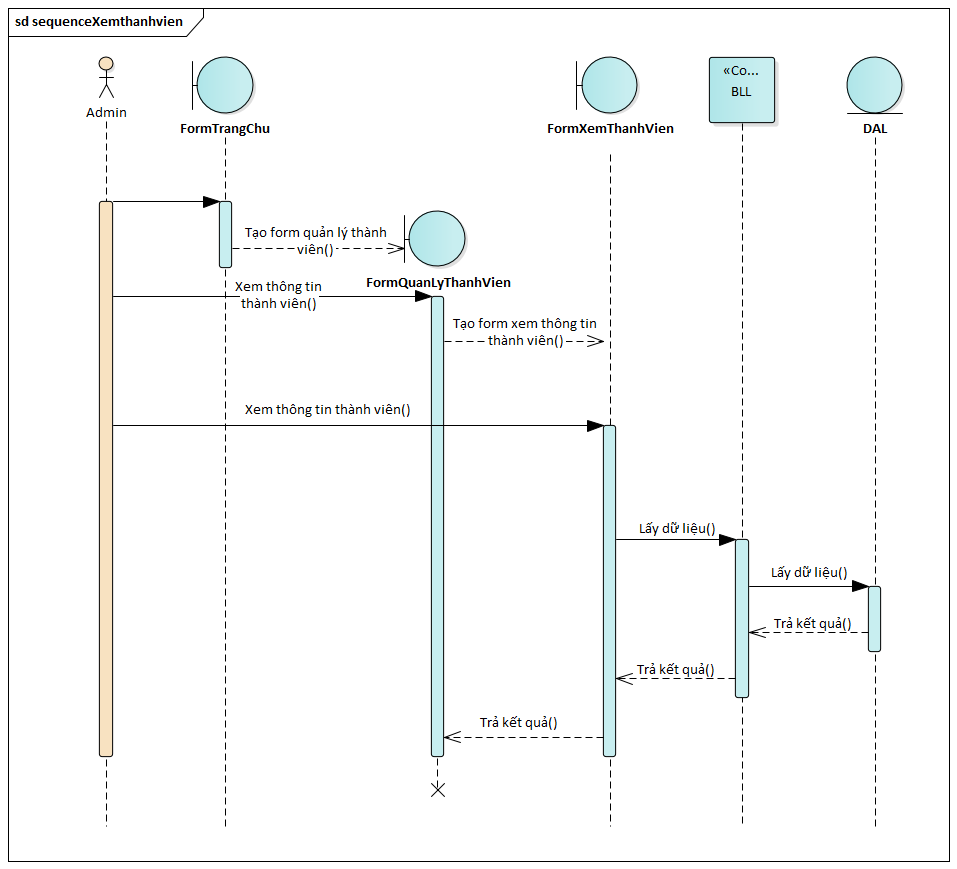 sd sequenceXemthanhvien
Admin
FormTrangChu
FormXemThanhVien
«Co...
BLL
DAL
Tạo form quản lý thành
viên()
FormQuanLyThanhVien
Xem thông tin
thành viên()
Tạo form xem thông tin
thành viên()
Xem thông tin thành viên()
Lấy dữ liệu()
Lấy dữ liệu()
Trả kết quả()
Trả kết quả()
Trả kết quả()